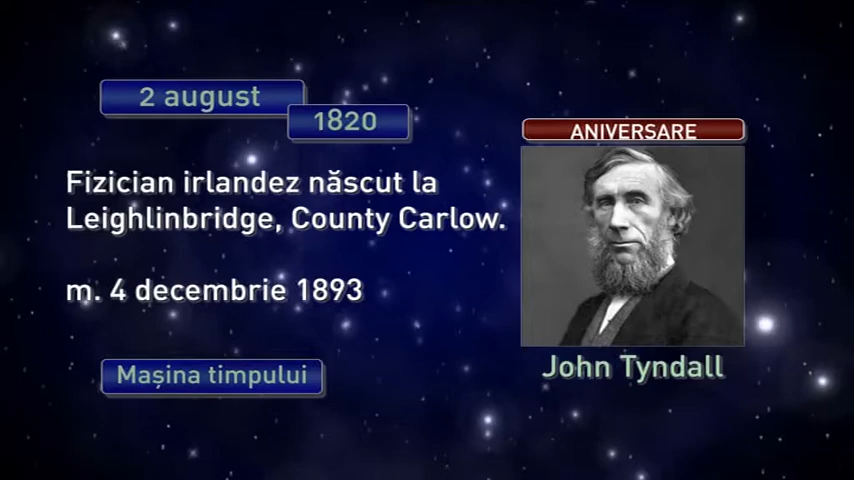 2 august
1820
Fizician irlandez născut la
Leighlinbridge, County Carlow.
m. 4 decembrie 1893
Mașina timpului
ANIVERSARE
John Tyndall